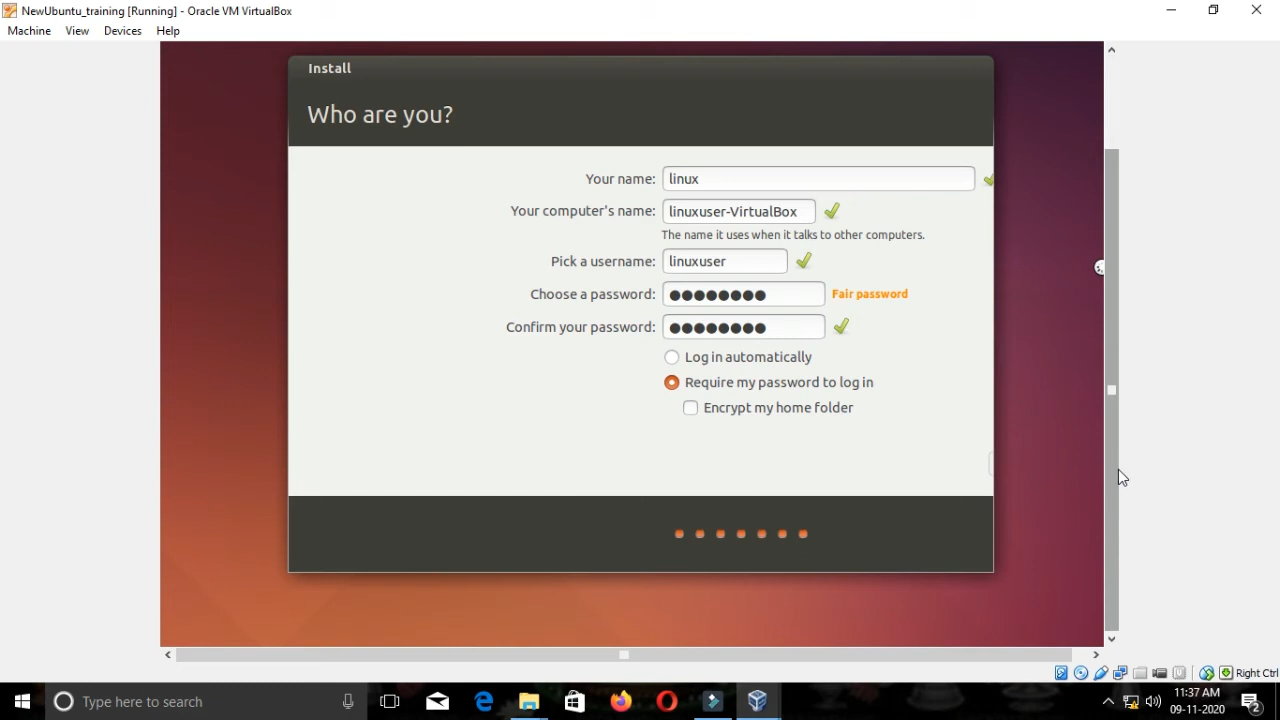 NewUbuntu_training [Running] - Oracle VM VirtualBox
Machine View Devices Help
Install
Who are you?
Your name: linux
Your computer's name: linuxuser-VirtualBox
The name it uses when it talks to other computers.
Pick a username: linuxuser
Choose a password: ●●●●●●●● Fair password
Confirm your password: ●●●●●●●●
Log in automatically
Require my password to log in
Encrypt my home folder
Right Ctrl
Type here to search
11:37 AM
09-11-2020
2